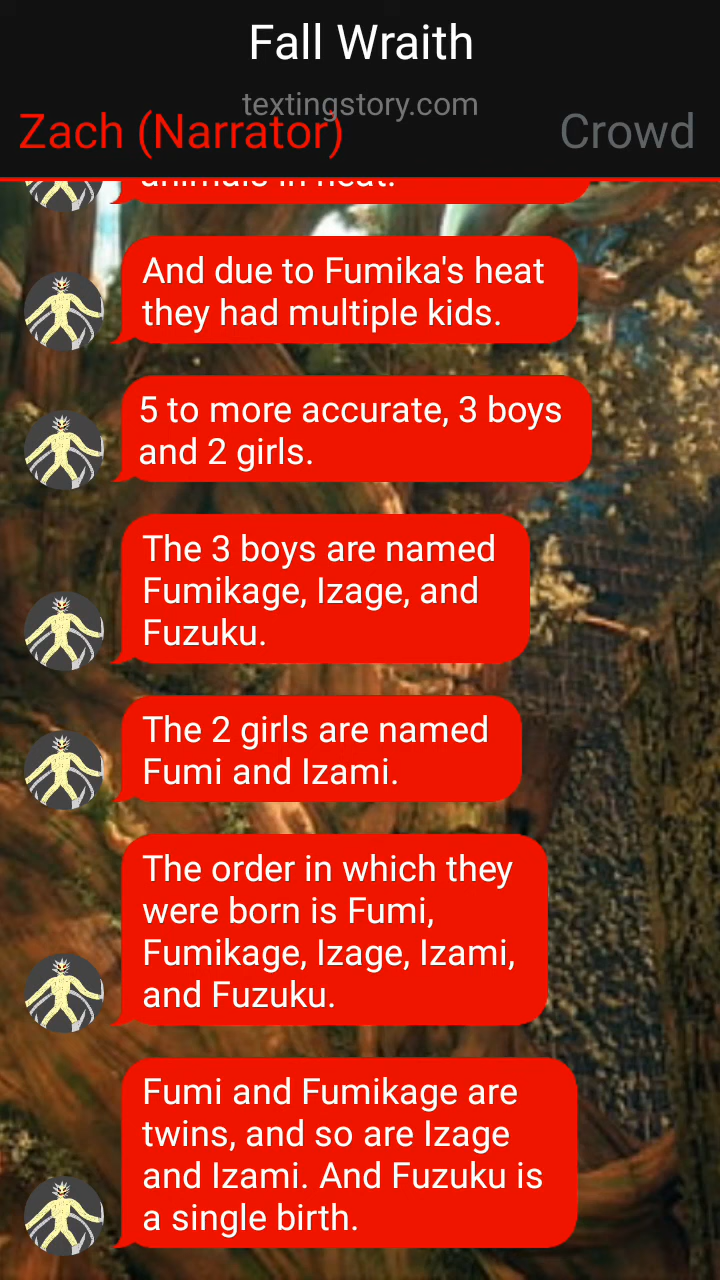 Fall Wraith
textingstory.com
Zach (Narrator)
Crowd
animals in heat.
And due to Fumika's heat
they had multiple kids.
5 to more accurate, 3 boys
and 2 girls.
The 3 boys are named
Fumikage, Izage, and
Fuzuku.
The 2 girls are named
Fumi and Izami.
The order in which they
were born is Fumi,
Fumikage, Izage, Izami,
and Fuzuku.
Fumi and Fumikage are
twins, and so are Izage
and Izami. And Fuzuku is
a single birth.